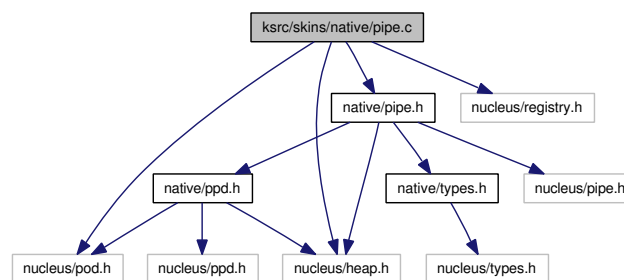 ksrc/skins/native/pipe.c
native/pipe.h
nucleus/registry.h
native/ppd.h
native/types.h
nucleus/pipe.h
nucleus/pod.h
nucleus/ppd.h
nucleus/heap.h
nucleus/types.h